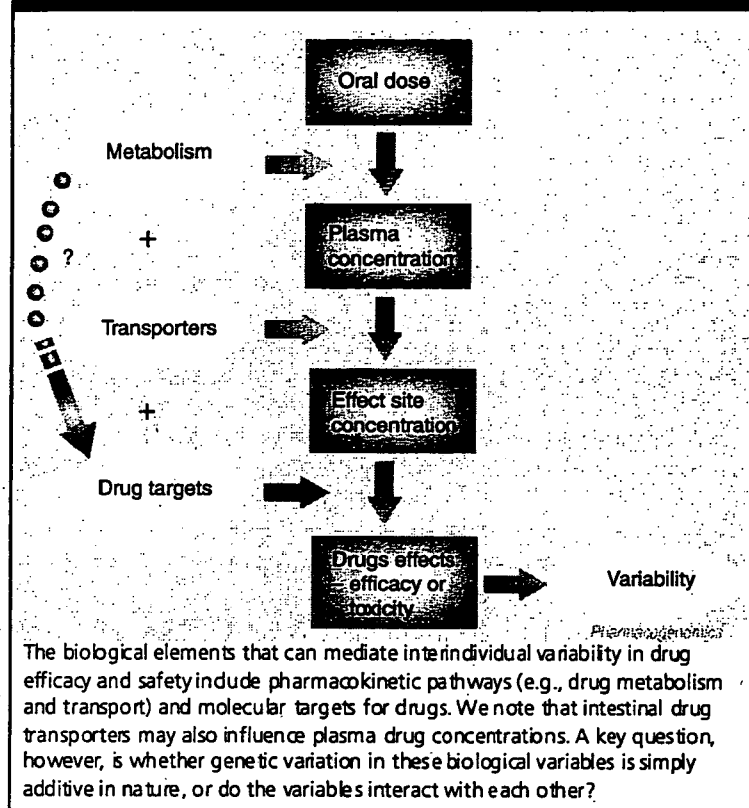 Oral dose
Metabolism
+
?
Plasma
concentration
Transporters
+
Effect site
concentration
Drug targets
Drugs effects:
efficacy or
toxicity
Variability
Pharmacogenomics
The biological elements that can mediate interindividual variability in drug
efficacy and safety include pharmacokinetic pathways (e.g., drug metabolism
and transport) and molecular targets for drugs. We note that intestinal drug
transporters may also influence plasma drug concentrations. A key question,
however, is whether genetic variation in these biological variables is simply
additive in nature, or do the variables interact with each other?